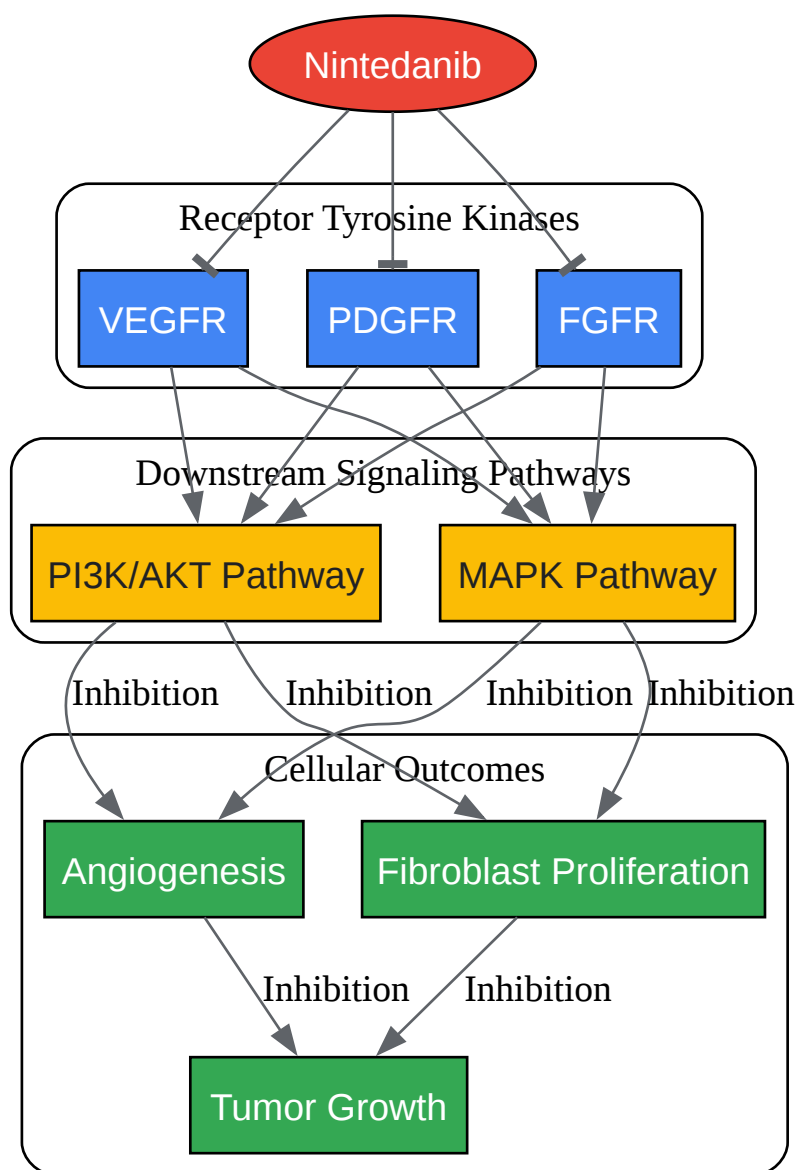 Nintedanib
Receptor Tyrosine Kinases
VEGFR
PDGFR
FGFR
Downstream Signaling Pathways
PI3K/AKT Pathway
MAPK Pathway
Inhibition
Inhibition
Inhibition
Inhibition
Cellular Outcomes
Angiogenesis
Fibroblast Proliferation
Inhibition
Inhibition
Tumor Growth